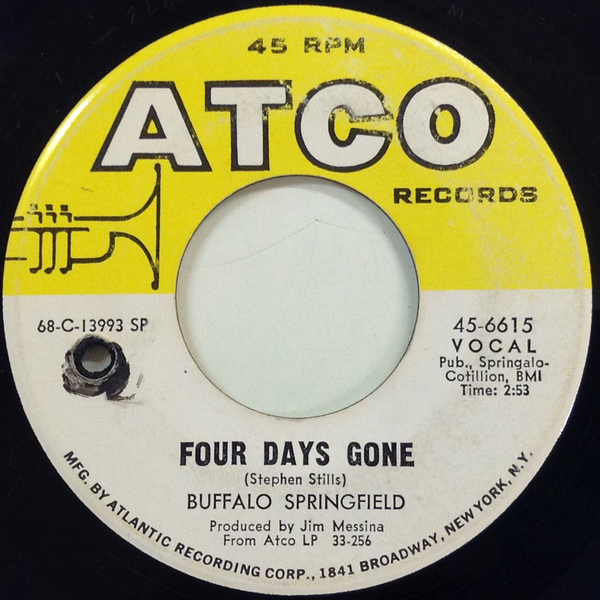 45 RPM
ATCO
RECORDS
68-C-13993 SP
45-6615
VOCAL
Pub., Springalo-
Cotillion, BMI
Time: 2:53
FOUR DAYS GONE
(Stephen Stills)
BUFFALO SPRINGFIELD
Produced by Jim Messina
From Atco LP 33-256
MFG. BY ATLANTIC RECORDING CORP., 1841 BROADWAY, NEW YORK, N.Y.